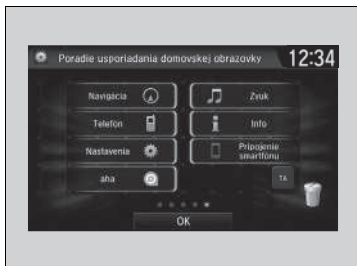 Poradie usporiadania domovskej obrazovky 12:34
Navigácia
Zvuk
Telefón
Info
Nastavenia
Pripojenie
smartfónu
aha
TA
OK